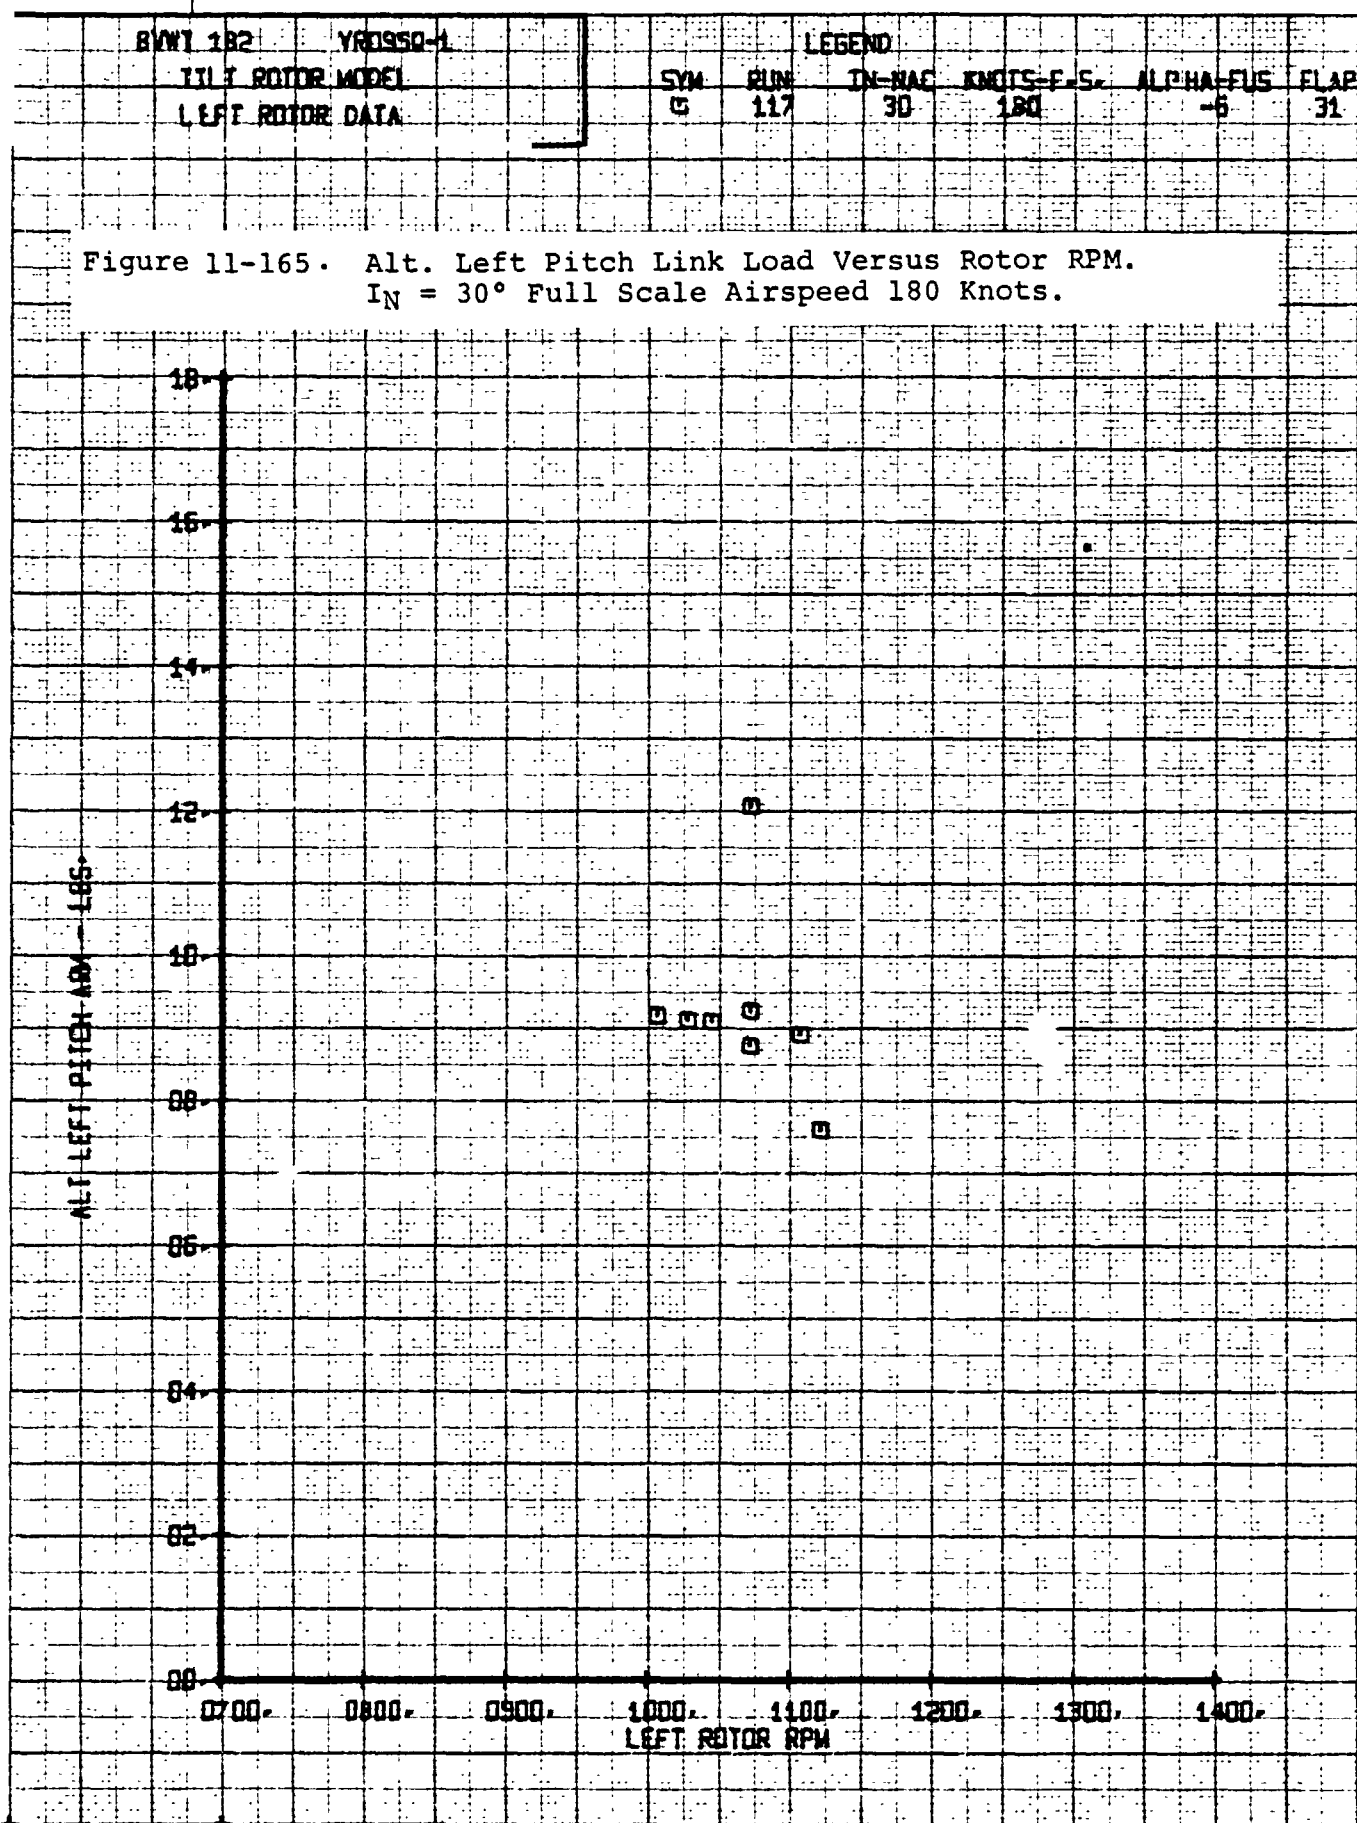 BVWT 182 YR0950-1
TILT ROTOR MODEL
LEFT ROTOR DATA
LEGEND
SYM RUN IN-NAC KNOTS-F.S. ALPHA-FUS FLAP
117 30 180 -6 31
Figure 11-165. Alt. Left Pitch Link Load Versus Rotor RPM.
IN = 30° Full Scale Airspeed 180 Knots.
18.
16.
14.
12.
10.
08.
06.
04.
02.
00.
ALT LEFT PITCH ARM - LBS.
0700. 0800. 0900. 1000. 1100. 1200. 1300. 1400.
LEFT ROTOR RPM